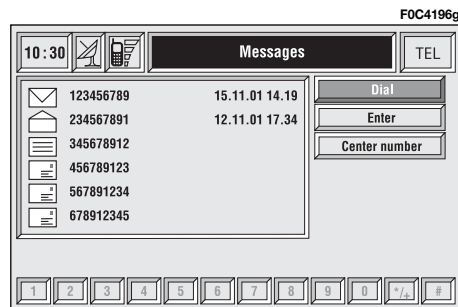 F0C4196g
10:30 Messages TEL
123456789 15.11.01 14.19 Dial
234567891 12.11.01 17.34 Enter
345678912 Center number
456789123
567891234
678912345
1 2 3 4 5 6 7 8 9 0 */+ #